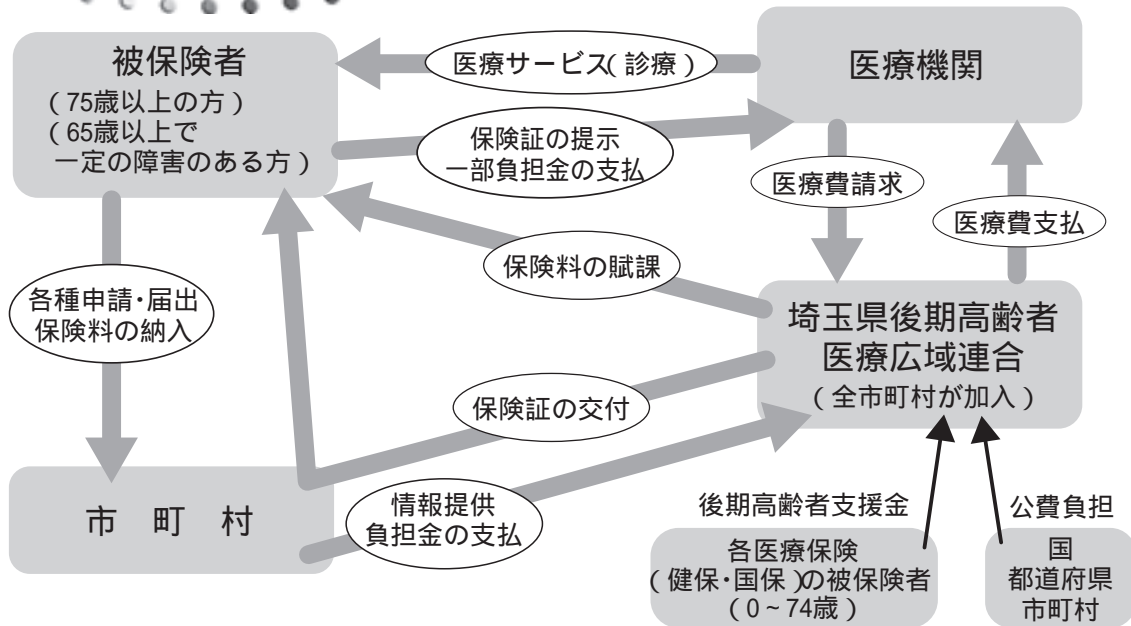 被保険者
(75歳以上の方)
(65歳以上で
一定の障害のある方)
医療サービス(診療)
医療機関
保険証の提示
一部負担金の支払
医療費請求
医療費支払
保険料の賦課
各種申請・届出
保険料の納入
埼玉県後期高齢者
医療広域連合
(全市町村が加入)
保険証の交付
市 町 村
情報提供
負担金の支払
後期高齢者支援金
各医療保険
(健保・国保)の被保険者
(0~74歳)
公費負担
国
都道府県
市町村